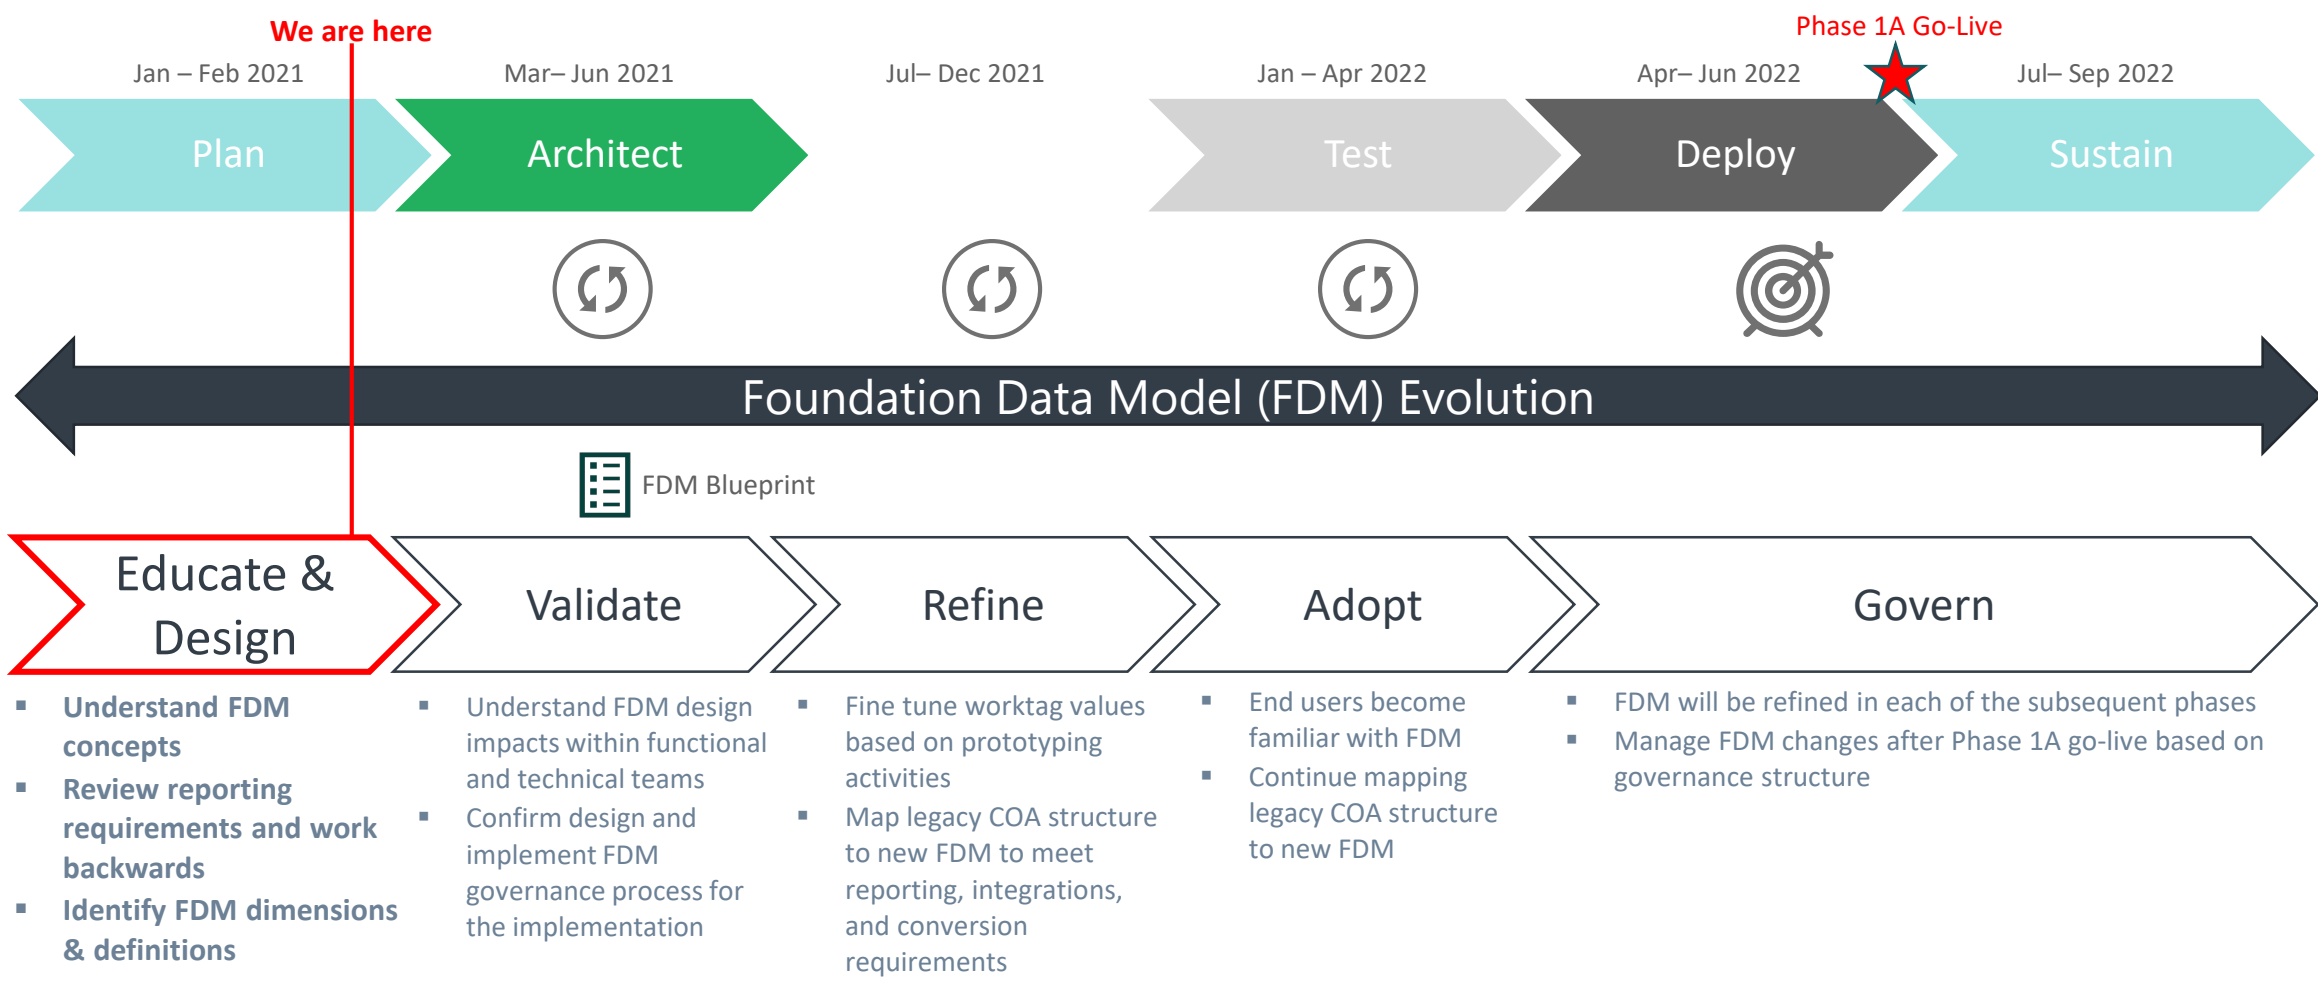 We are here
Phase 1A Go-Live
Jan – Feb 2021
Mar– Jun 2021
Jul– Dec 2021
Jan – Apr 2022
Apr– Jun 2022
Jul– Sep 2022
Plan
Architect
Test
Deploy
Sustain
Foundation Data Model (FDM) Evolution
FDM Blueprint
Educate &
Design
Validate
Refine
Adopt
Govern
▪ Understand FDM
concepts
▪ Review reporting
requirements and work
backwards
▪ Identify FDM dimensions
& definitions
▪ Understand FDM design
impacts within functional
and technical teams
▪ Confirm design and
implement FDM
governance process for
the implementation
▪ Fine tune worktag values
based on prototyping
activities
▪ Map legacy COA structure
to new FDM to meet
reporting, integrations,
and conversion
requirements
▪ End users become
familiar with FDM
▪ Continue mapping
legacy COA structure
to new FDM
▪ FDM will be refined in each of the subsequent phases
▪ Manage FDM changes after Phase 1A go-live based on
governance structure